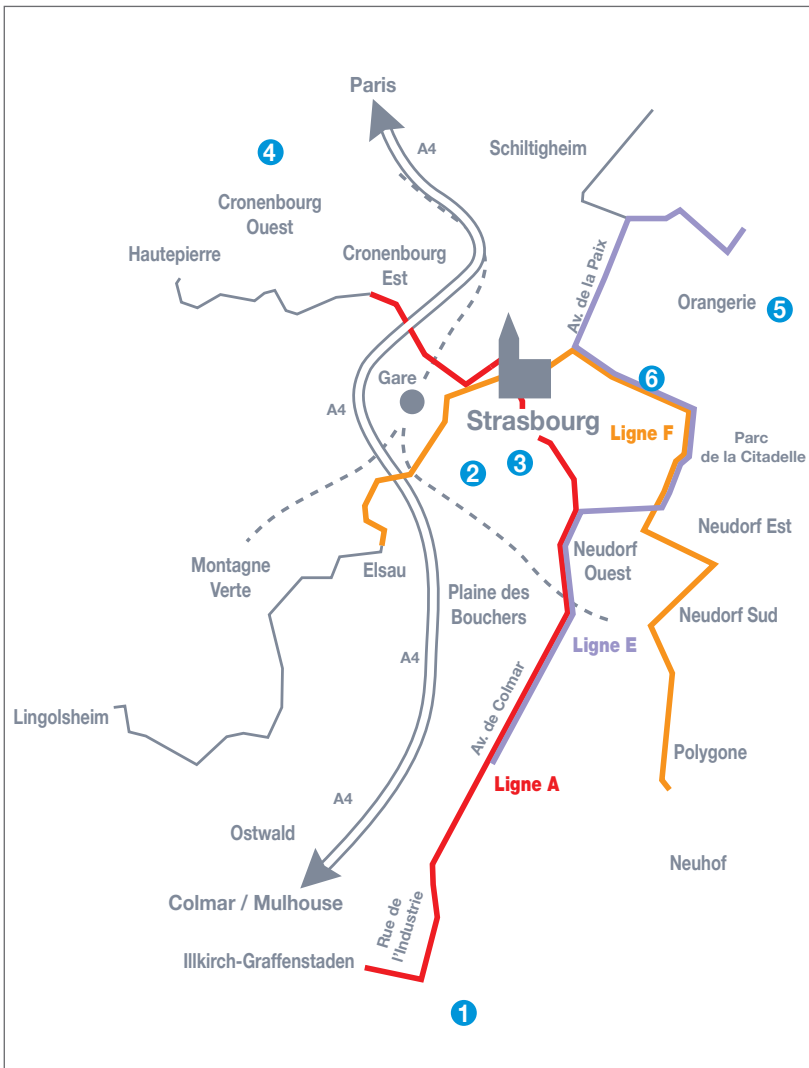 Paris
A4
Schiltigheim
4
Cronenbourg
Ouest
Hautepierre
Cronenbourg
Est
Av. de la Paix
Orangerie
5
Gare
6
A4
Strasbourg
Ligne F
Parc
de la Citadelle
2
3
Neudorf Est
Montagne
Verte
Elsau
Neudorf
Ouest
Plaine des
Bouchers
Neudorf Sud
Ligne E
A4
Lingolsheim
Av. de Colmar
Polygone
Ligne A
A4
Ostwald
Neuhof
Colmar / Mulhouse
Rue de
l'Industrie
Illkirch-Graffenstaden
1